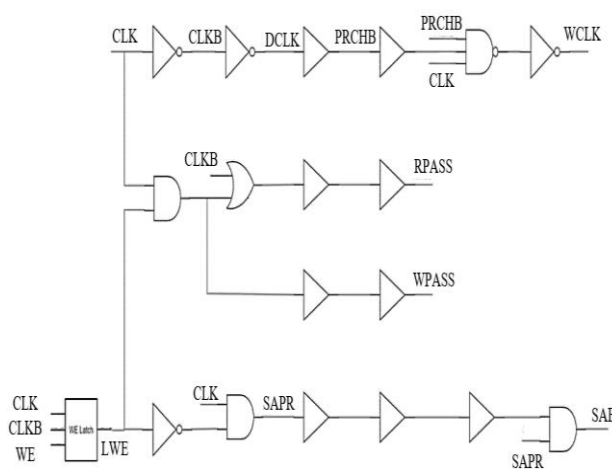 CLK CLKB DCLK PRCHB PRCHB WCLK
CLK
CLKB RPASS
WPASS
CLK SAPR SAE
CLK
CLKB WE Latch LWE
WE
SAPR